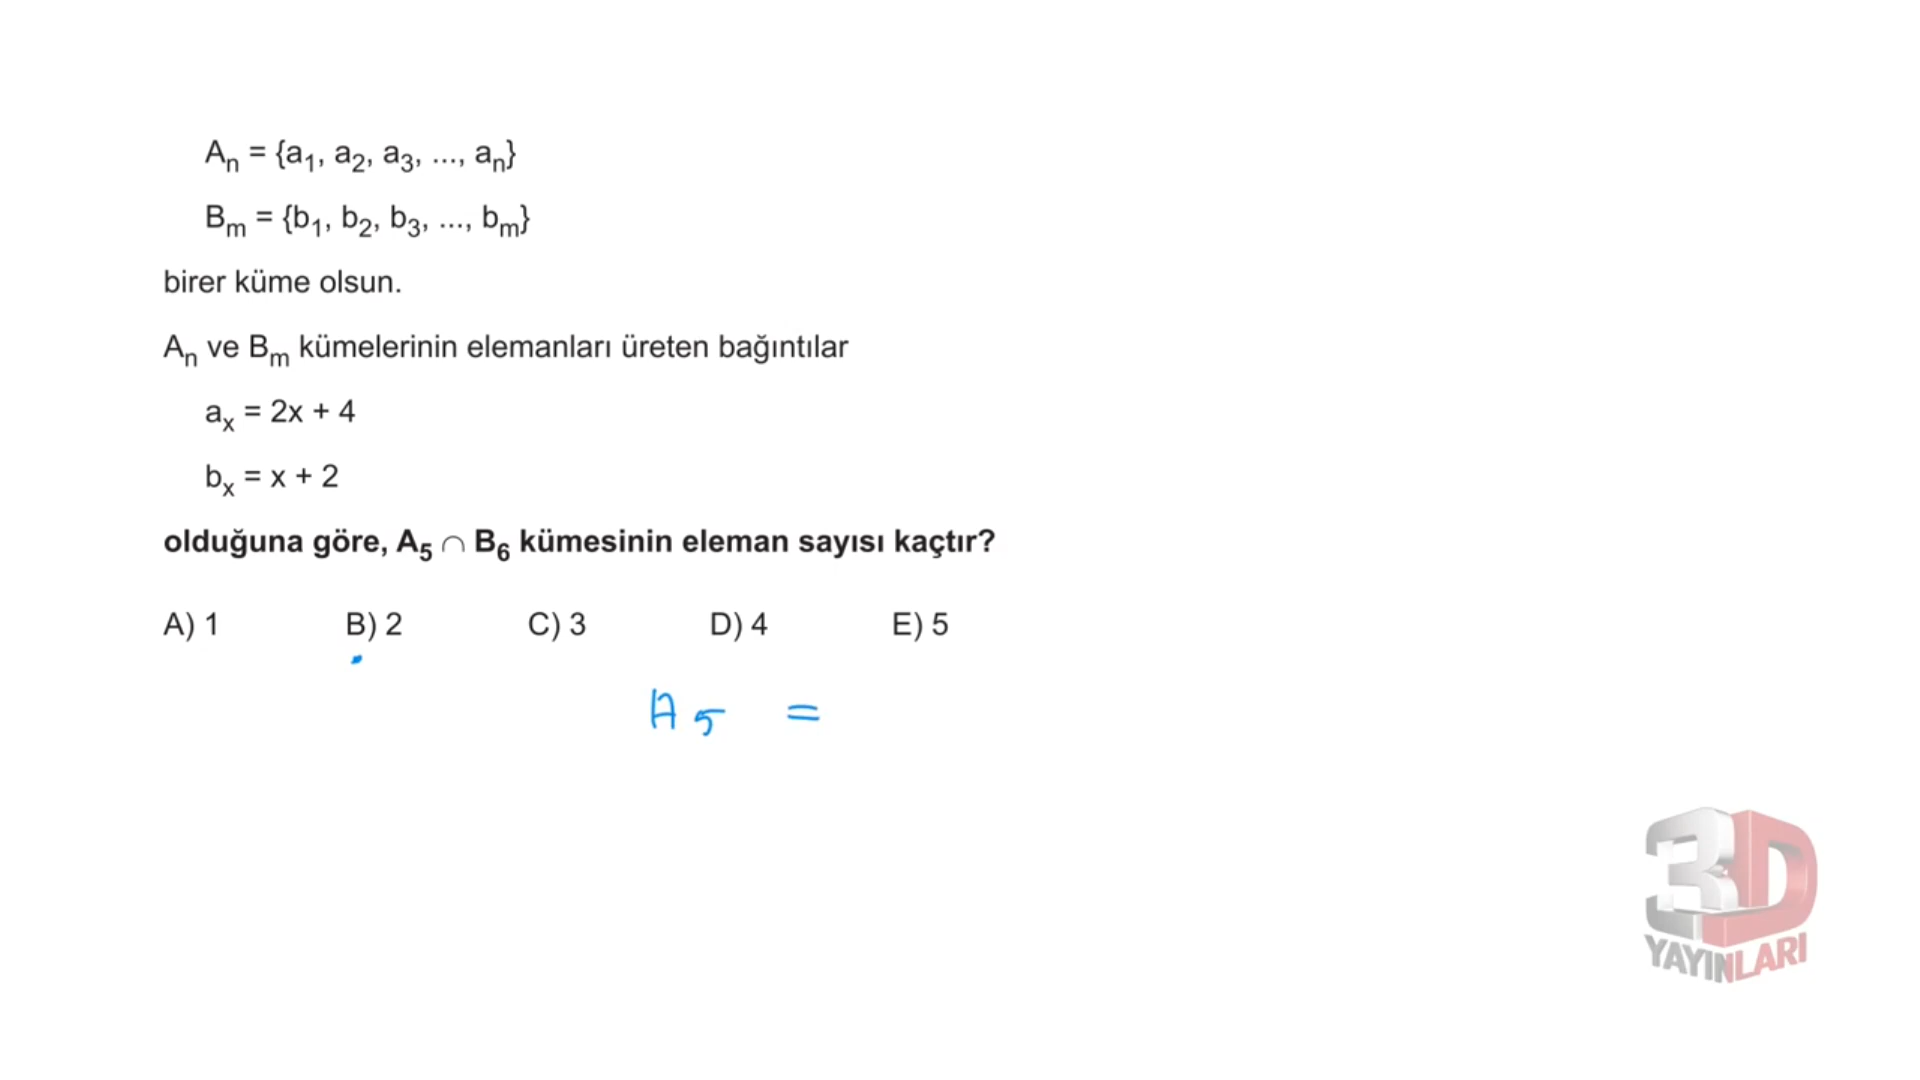 Aₙ = {a₁, a₂, a₃, ..., aₙ}
Bₘ = {b₁, b₂, b₃, ..., bₘ}
birer küme olsun.
Aₙ ve Bₘ kümelerinin elemanları üreten bağıntılar
aₓ = 2x + 4
bₓ = x + 2
olduğuna göre, A₅ ∩ B₆ kümesinin eleman sayısı kaçtır?
A) 1 B) 2 C) 3 D) 4 E) 5
A₅ =
3D
YAYINLARI